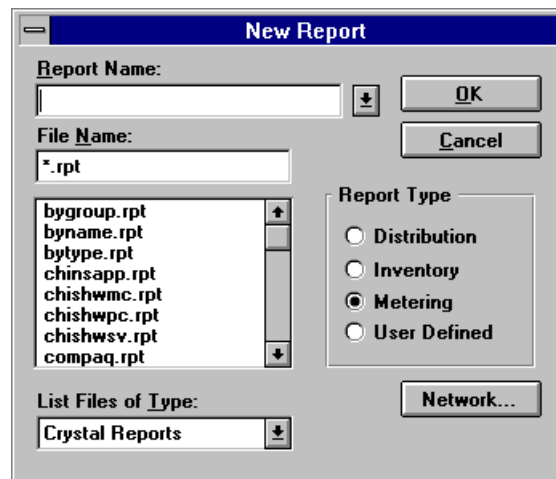 New Report
Report Name:
OK
File Name:
Cancel
*.rpt
bygroup.rpt
byname.rpt
bytype.rpt
chinsapp.rpt
chishwmc.rpt
chishwpc.rpt
chishwsv.rpt
compaq.rpt
Report Type
Distribution
Inventory
Metering
User Defined
List Files of Type:
Crystal Reports
Network...